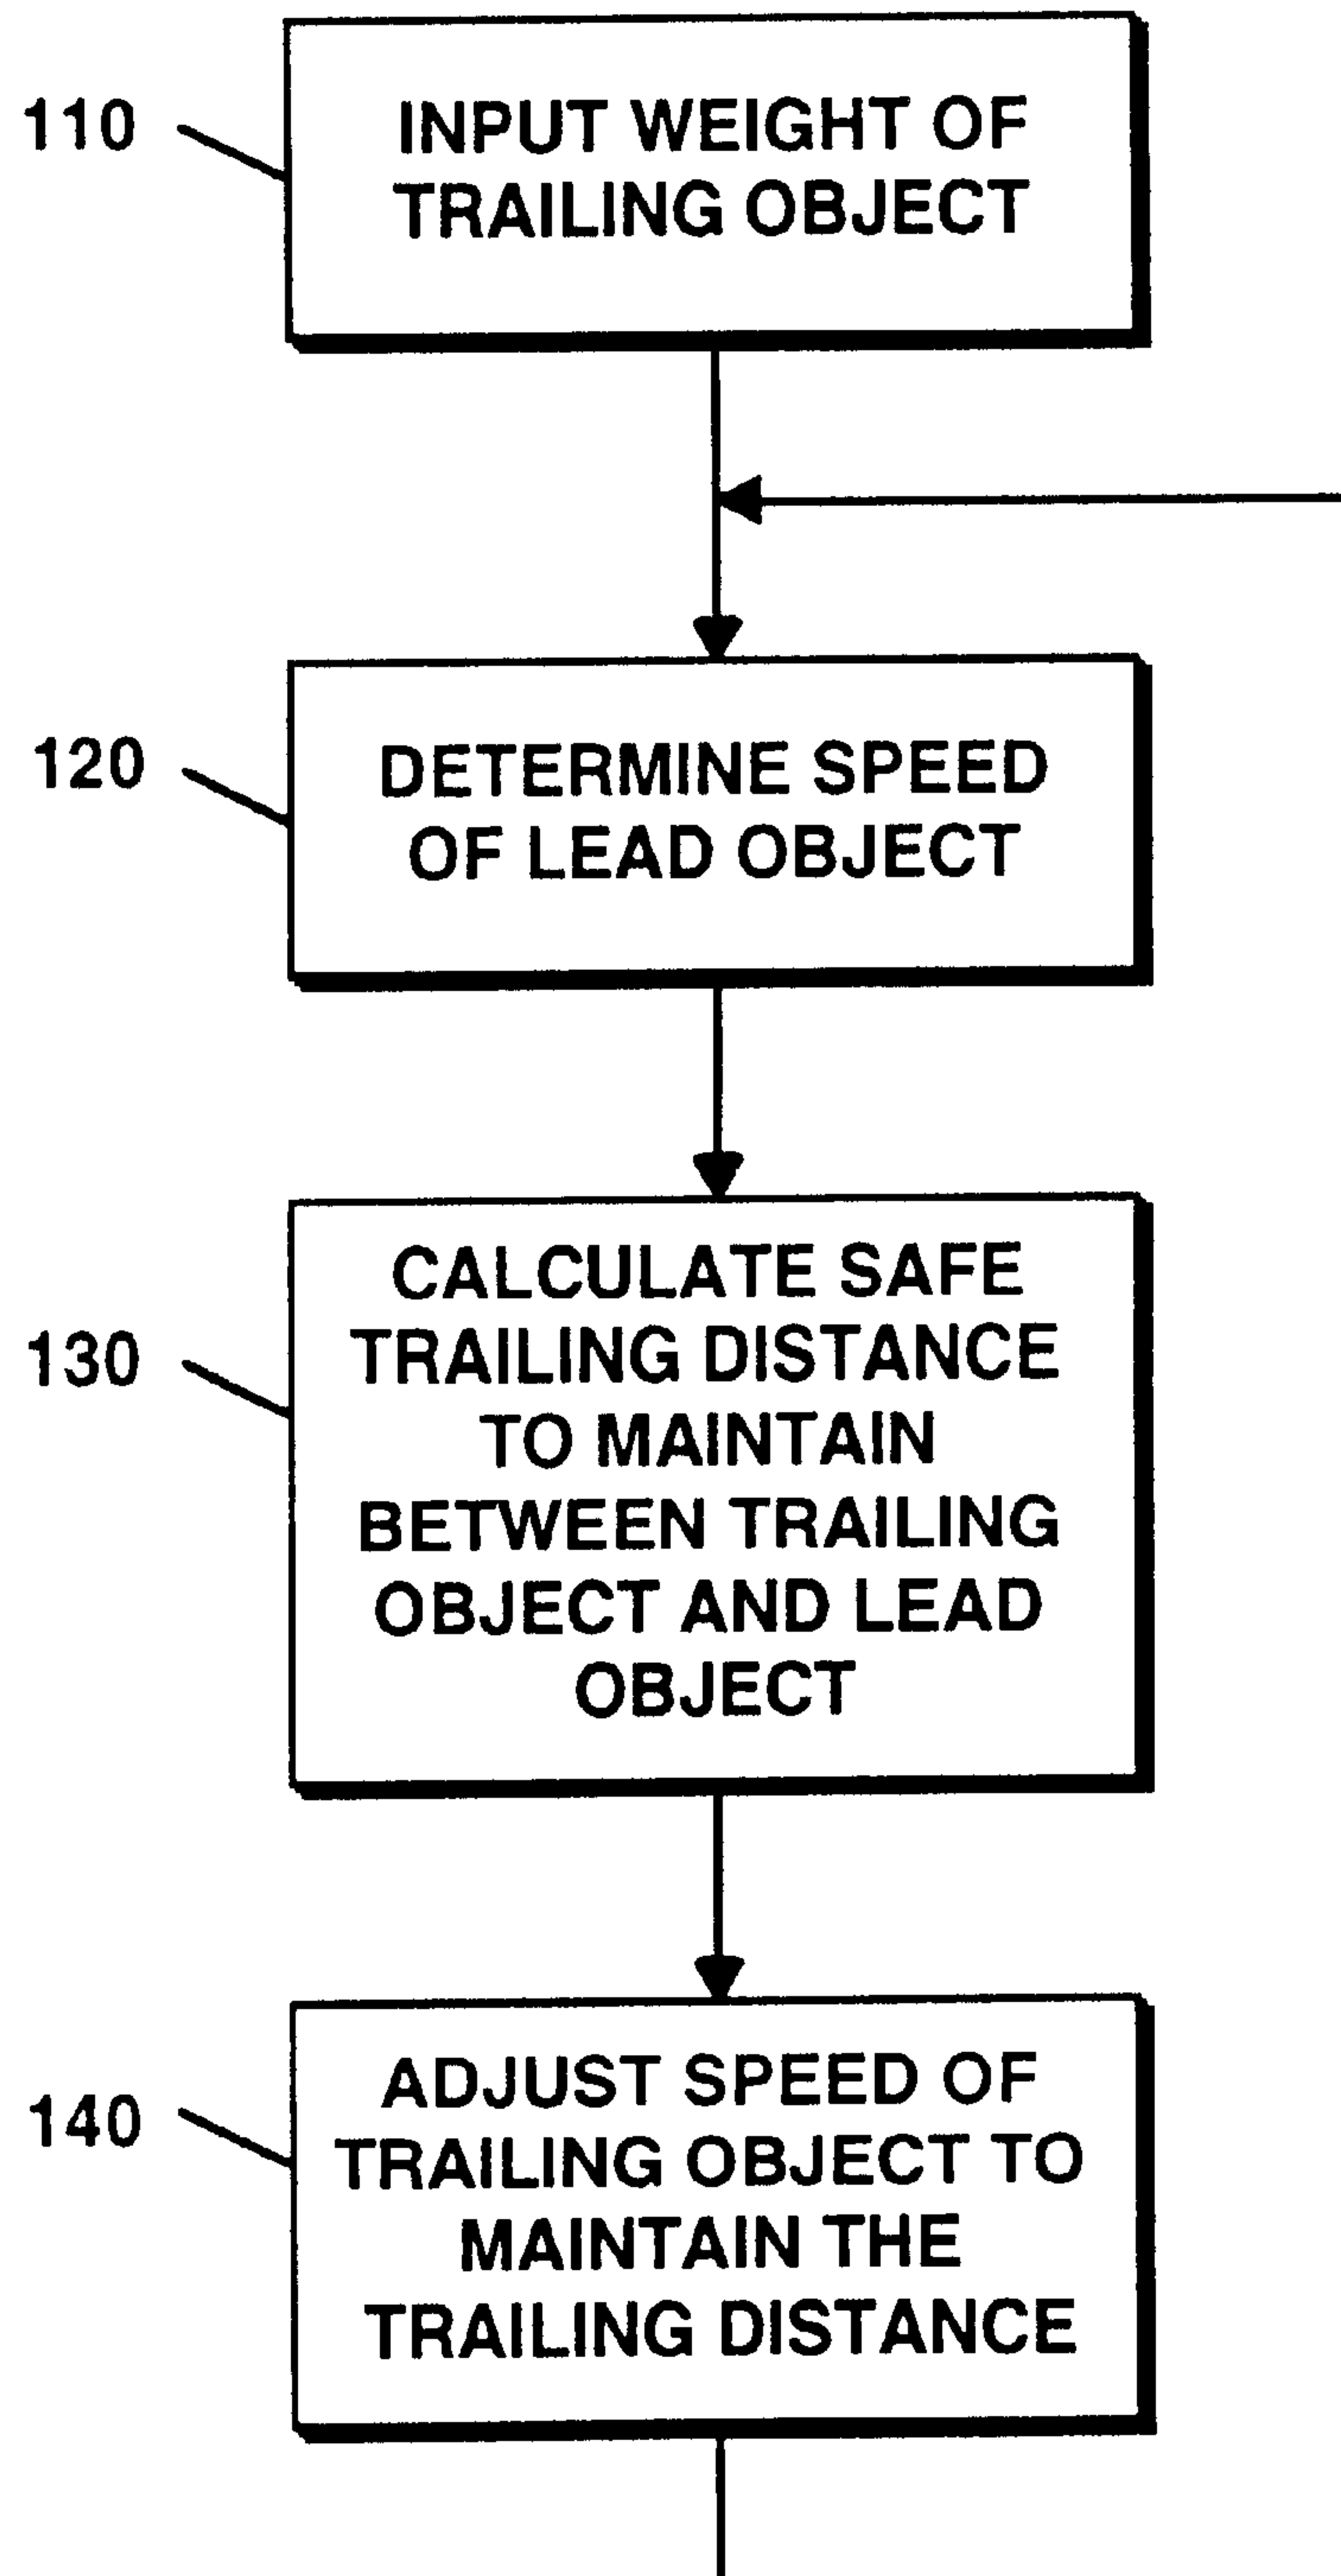 110
INPUT WEIGHT OF
TRAILING OBJECT
120
DETERMINE SPEED
OF LEAD OBJECT
130
CALCULATE SAFE
TRAILING DISTANCE
TO MAINTAIN
BETWEEN TRAILING
OBJECT AND LEAD
OBJECT
140
ADJUST SPEED OF
TRAILING OBJECT TO
MAINTAIN THE
TRAILING DISTANCE